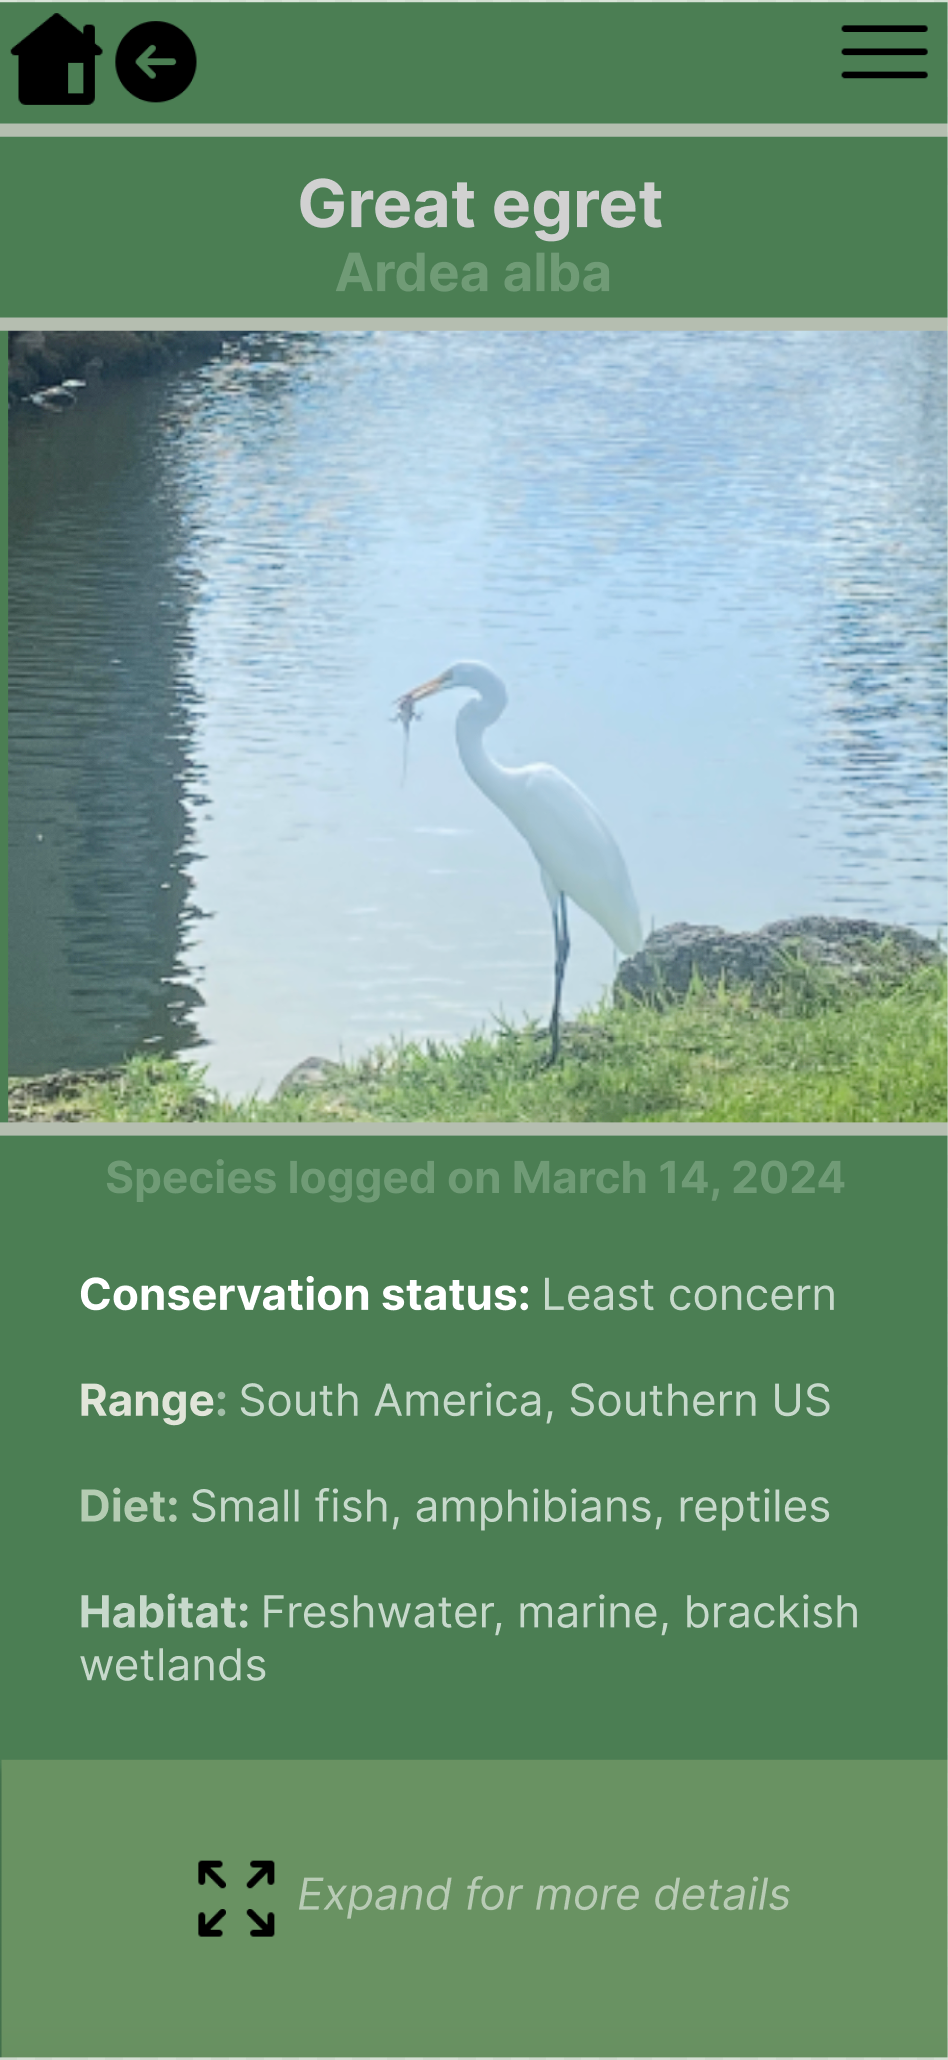 Great egret
Ardea alba
Species logged on March 14, 2024
Conservation status: Least concern
Range: South America, Southern US
Diet: Small fish, amphibians, reptiles
Habitat: Freshwater, marine, brackish
wetlands
Expand for more details